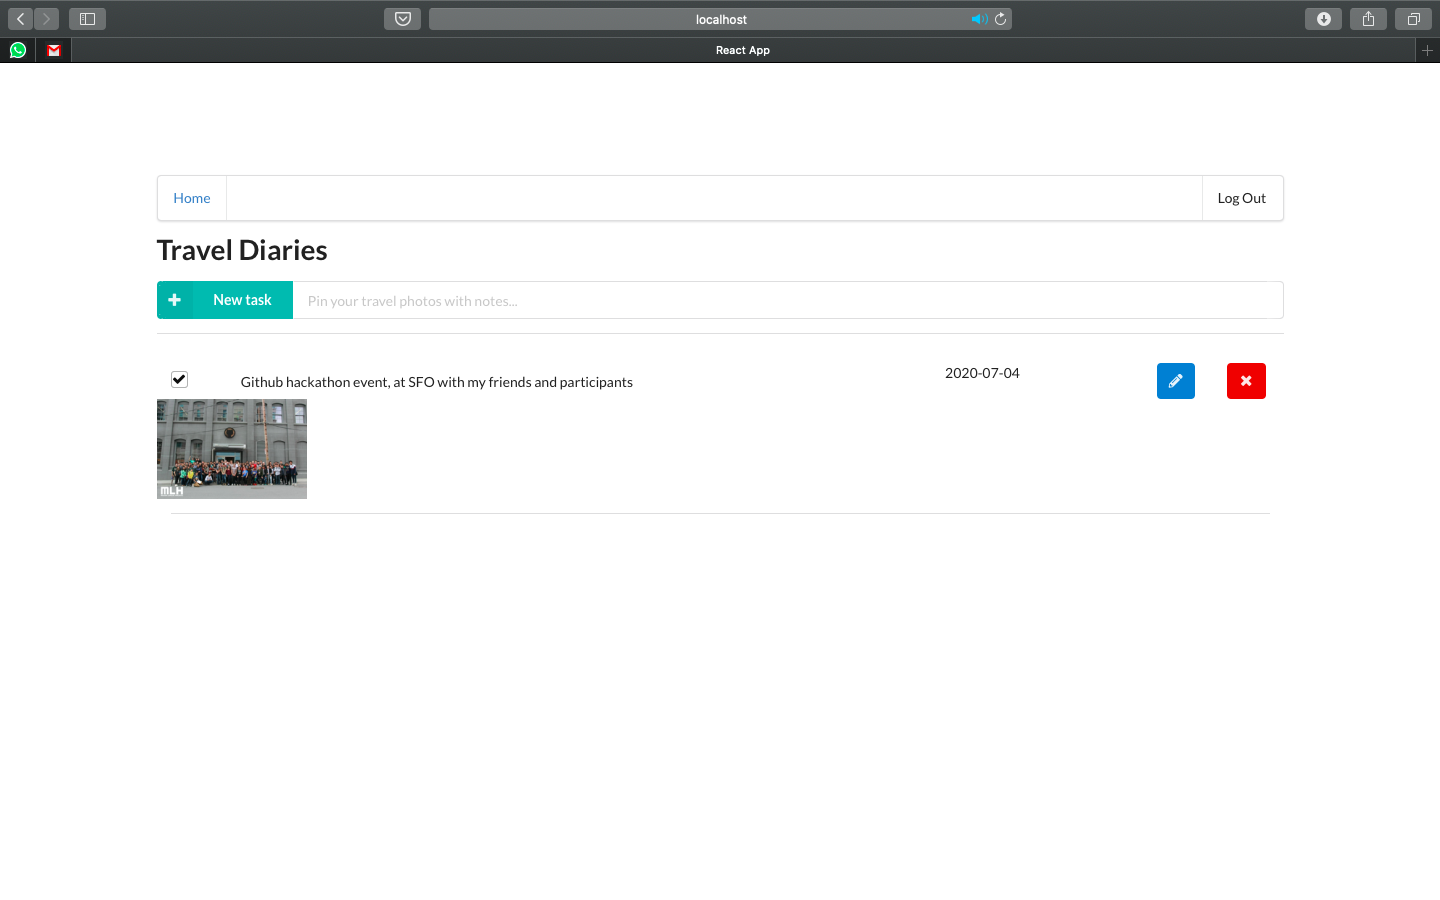 localhost
React App
Home
Log Out
Travel Diaries
New task
Pin your travel photos with notes...
Github hackathon event, at SFO with my friends and participants
2020-07-04
MLH